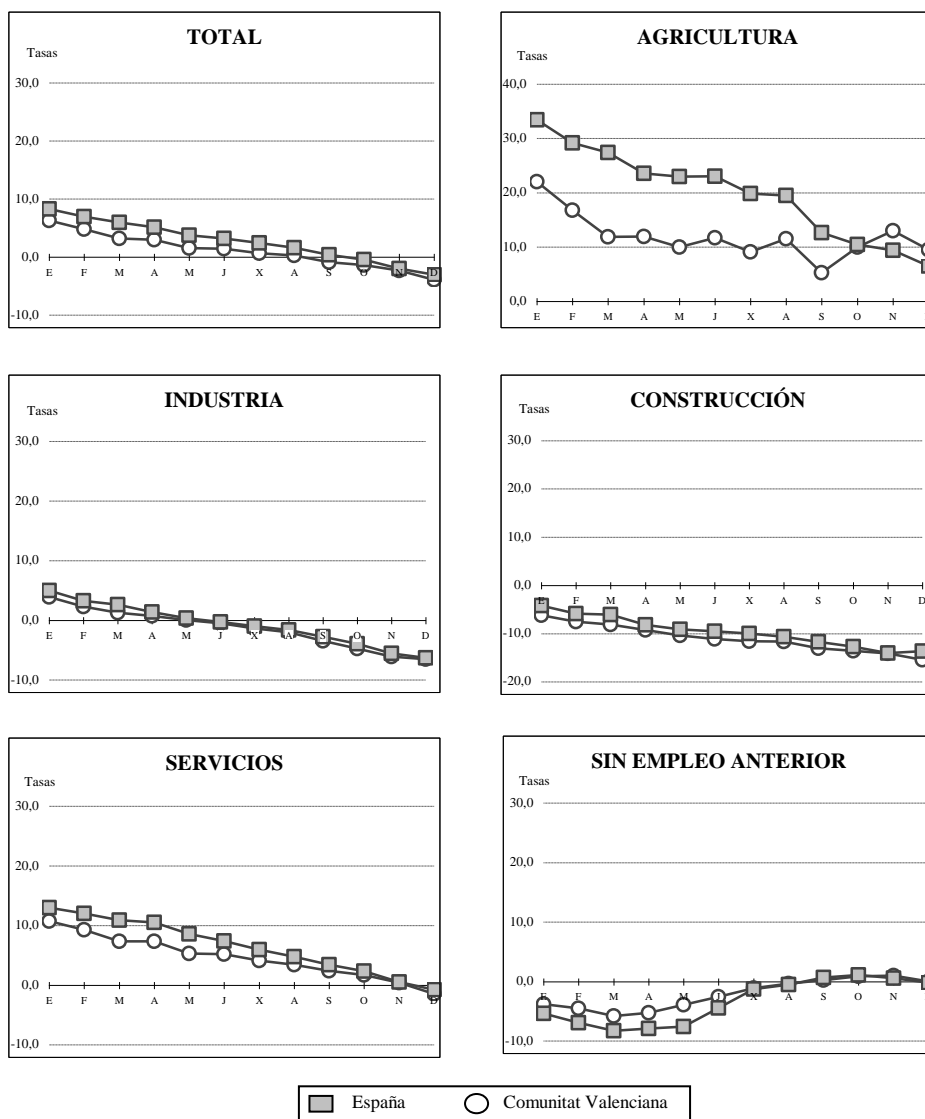 TOTAL
Tasas
30,0
20,0
10,0
0,0
E F M A M J X A S O N D
-10,0
AGRICULTURA
Tasas
40,0
30,0
20,0
10,0
0,0
E F M A M J X A S O N
INDUSTRIA
Tasas
30,0
20,0
10,0
0,0
E F M A M J X A S O N D
-10,0
CONSTRUCCIÓN
Tasas
30,0
20,0
10,0
0,0
E F M A M J X A S O N D
-10,0
-20,0
SERVICIOS
Tasas
30,0
20,0
10,0
0,0
E F M A M J X A S O N D
-10,0
SIN EMPLEO ANTERIOR
Tasas
30,0
20,0
10,0
0,0
E F M A M J X A S O N
-10,0
España Comunitat Valenciana